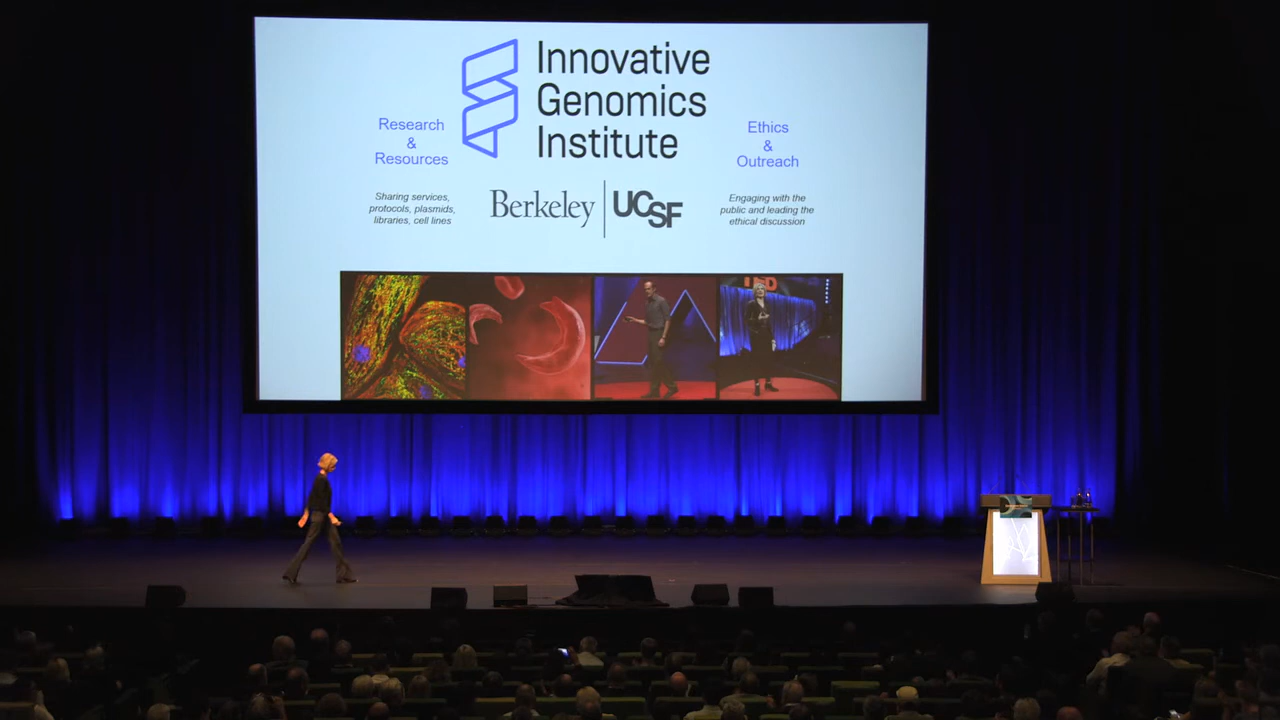 Innovative
Genomics
Institute
Research
&
Resources
Ethics
&
Outreach
Sharing services,
protocols, plasmids,
libraries, cell lines
Berkeley
UCSF
Engaging with the
public and leading the
ethical discussion
TED